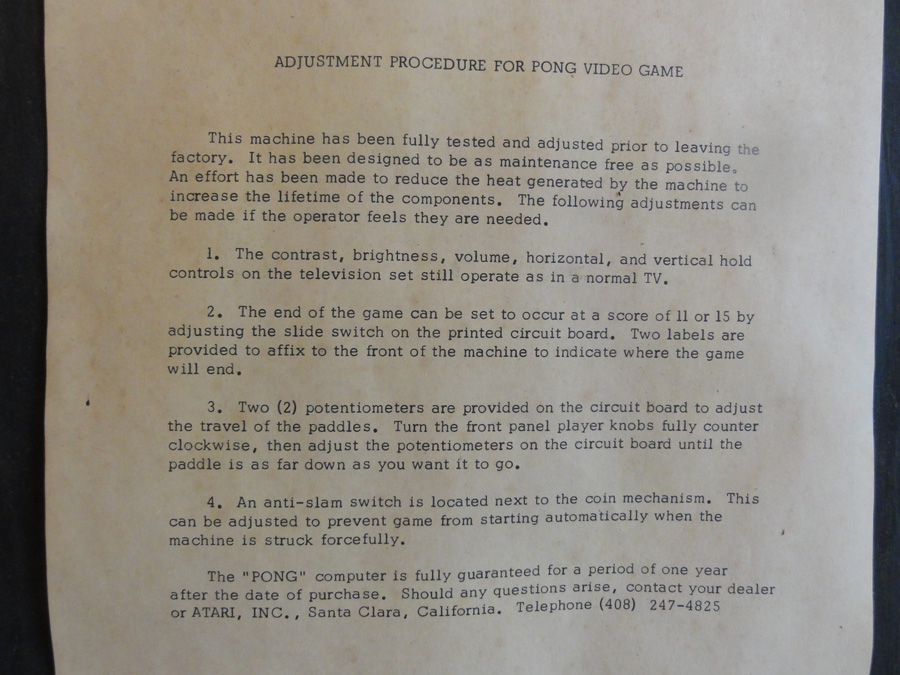 ADJUSTMENT PROCEDURE FOR PONG VIDEO GAME
This machine has been fully tested and adjusted prior to leaving the
factory. It has been designed to be as maintenance free as possible.
An effort has been made to reduce the heat generated by the machine to
increase the lifetime of the components. The following adjustments can
be made if the operator feels they are needed.
1. The contrast, brightness, volume, horizontal, and vertical hold
controls on the television set still operate as in a normal TV.
2. The end of the game can be set to occur at a score of 11 or 15 by
adjusting the slide switch on the printed circuit board. Two labels are
provided to affix to the front of the machine to indicate where the game
will end.
3. Two (2) potentiometers are provided on the circuit board to adjust
the travel of the paddles. Turn the front panel player knobs fully counter
clockwise, then adjust the potentiometers on the circuit board until the
paddle is as far down as you want it to go.
4. An anti-slam switch is located next to the coin mechanism. This
can be adjusted to prevent game from starting automatically when the
machine is struck forcefully.
The "PONG" computer is fully guaranteed for a period of one year
after the date of purchase. Should any questions arise, contact your dealer
or ATARI, INC., Santa Clara, California. Telephone (408) 247-4825